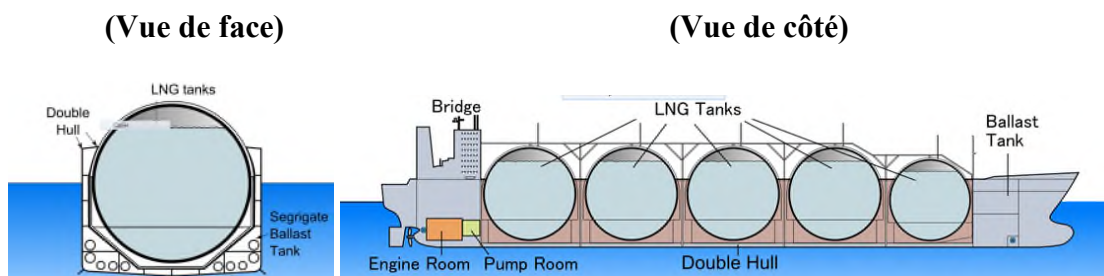 (Vue de face)
(Vue de côté)
LNG tanks
Double
Hull
Segrigate
Ballast
Tank
Bridge
LNG Tanks
Ballast
Tank
Engine Room
Pump Room
Double Hull